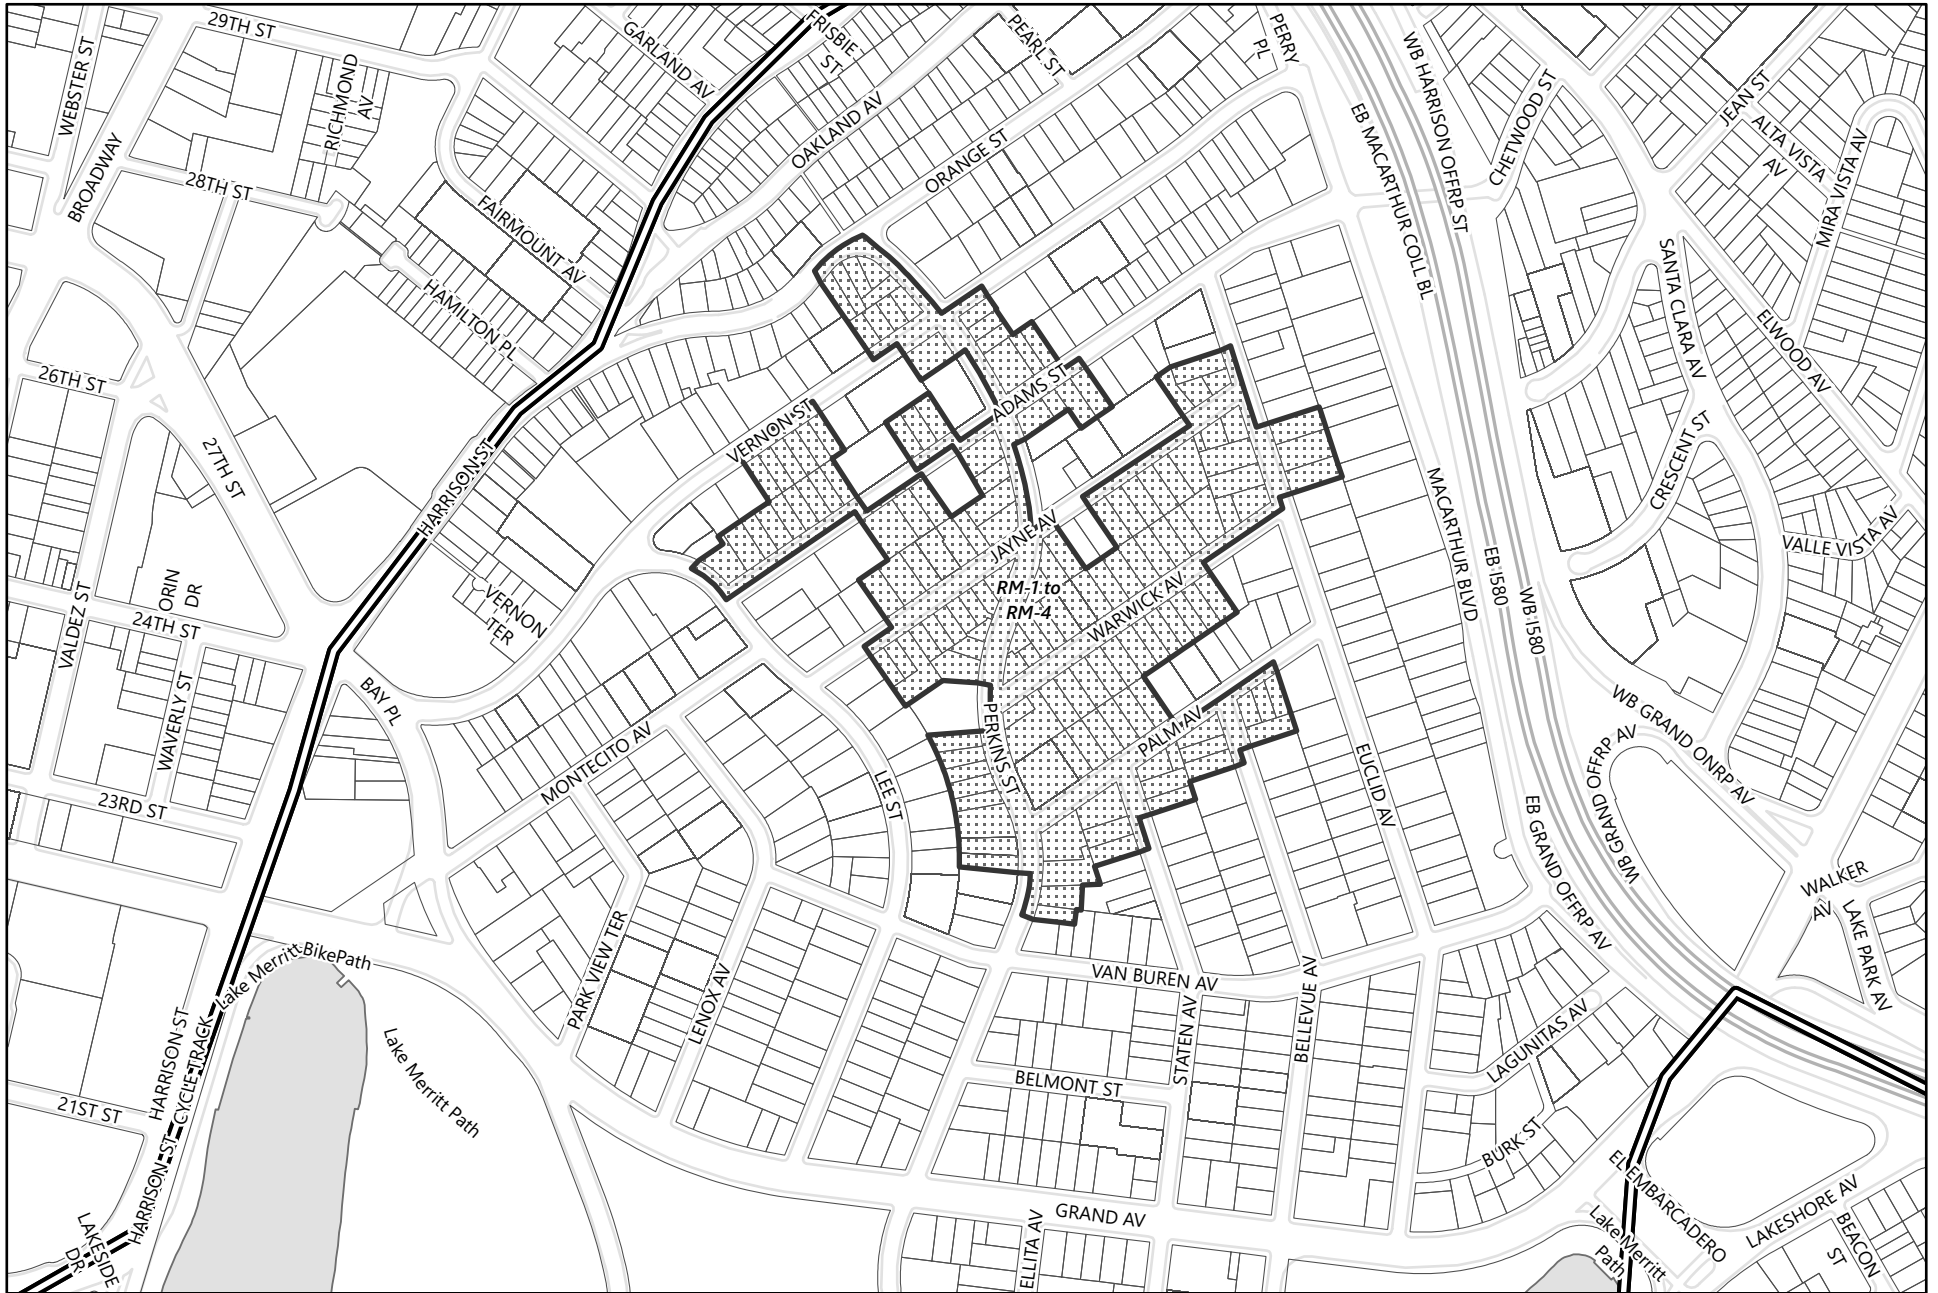 29TH ST
WEBSTER ST
BROADWAY
RICHMOND
AV
28TH ST
GARLAND AV
FRISBIE
ST
PEARL ST
PERRY
PL
OAKLAND AV
ORANGE ST
FAIRMOUNT AV
HAMILTON PL
WB HARRISON OFFRP ST
EB MACARTHUR COLL BL
CHETWOOD ST
JEAN ST
ALTA VISTA
AV
MIRA VISTA AV
SANTA CLARA AV
ELWOOD AV
26TH ST
27TH ST
HARRISON ST
VERNON ST
ADAMS ST
JAYNE AV
RM-1 to
RM-4
WARWICK AV
CRESCENT ST
MACARTHUR BLVD
EB I580
WB I580
VALLE VISTA AV
VALDEZ ST
ORIN
DR
24TH ST
VERNON
TER
WAVERLY ST
BAY PL
MONTECITO AV
PERKINS ST
PALM AV
LEE ST
EUCLID AV
WB GRAND ONRP AV
WB GRAND OFFRP AV
EB GRAND OFFRP AV
23RD ST
WALKER
AV
LAKE PARK AV
Lake Merritt BikePath
PARK VIEW TER
LENOX AV
VAN BUREN AV
STATEN AV
BELLEVUE AV
HARRISON ST
HARRISON ST CYCLE TRACK
Lake Merritt Path
BELMONT ST
LAGUNITAS AV
BURK ST
21ST ST
LAKESIDE
DR
ELLITA AV
GRAND AV
EL EMBARCADERO
Lake Merritt
Path
LAKESHORE AV
BEACON
ST